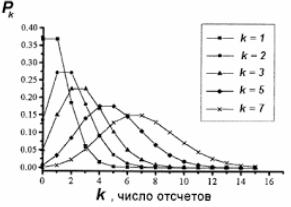 Pk
0.40
0.35
0.30
0.25
0.20
0.15
0.10
0.05
0.00
k = 1
k = 2
k = 3
k = 5
k = 7
0 2 4 6 8 10 12 14 16
k , число отсчетов